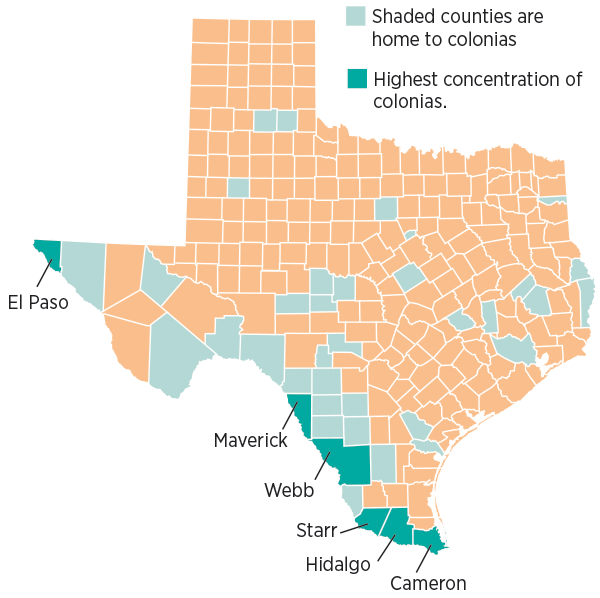 Shaded counties are
home to colonias
Highest concentration of
colonias.
El Paso
Maverick
Webb
Starr
Hidalgo
Cameron